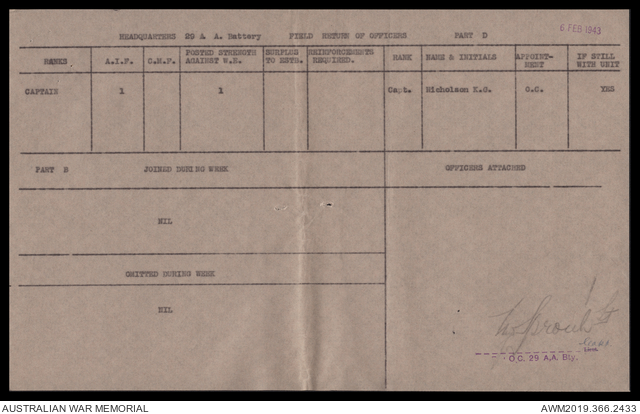 HEADQUARTERS 29 A A. Battery FIELD RETURN OF OFFICERS PART D
6 FEB 1943
RANKS A.I.F. C.M.F. POSTED STRENGTH SURPLUS REINFORCEMENTS RANK NAME & INITIALS APPOINT- IF STILL
AGAINST W.E. TO ESTB. REQUIRED. MENT WITH UNIT
CAPTAIN 1 1 Capt. Nicholson K.G. O.C. YES
PART B JOINED DURING WEEK OFFICERS ATTACHED
NIL
OMITTED DURING WEEK
NIL
Lt
O.C. 29 A.A. Bty.
AUSTRALIAN WAR MEMORIAL AWM2019.366.2433